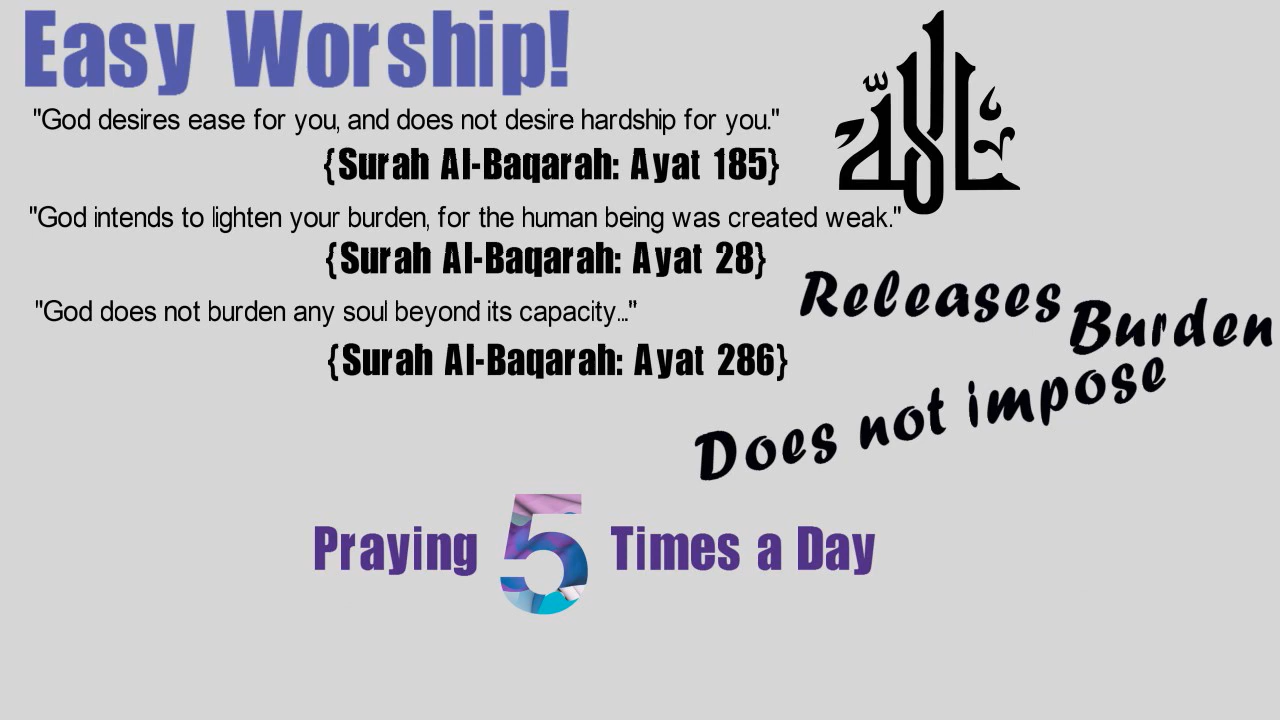 Easy Worship!
"God desires ease for you, and does not desire hardship for you."
{Surah Al-Baqarah: Ayat 185}
"God intends to lighten your burden, for the human being was created weak."
{Surah Al-Baqarah: Ayat 28}
"God does not burden any soul beyond its capacity..."
{Surah Al-Baqarah: Ayat 286}
الله
Releases Burden
Does not impose
Praying 5 Times a Day